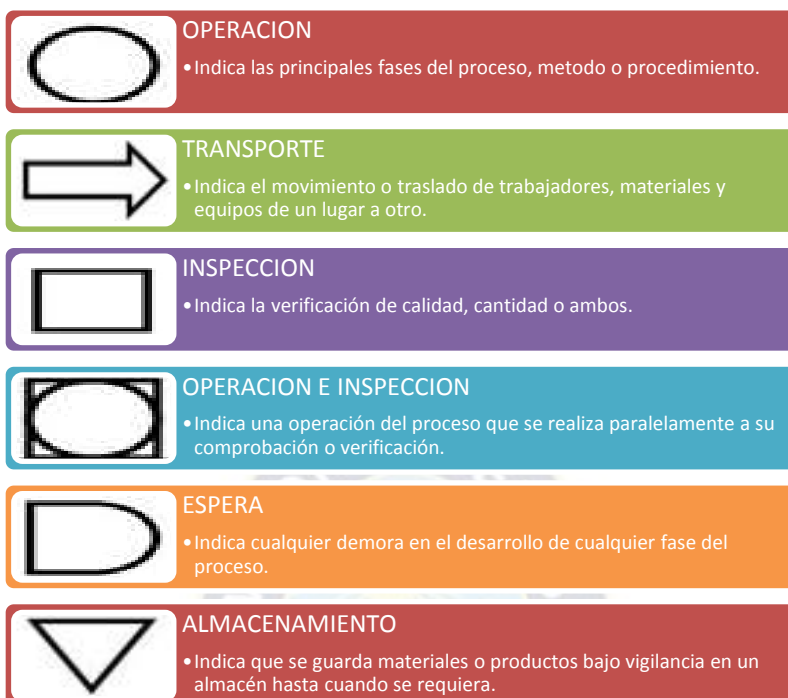 OPERACION
•Indica las principales fases del proceso, metodo o procedimiento.
TRANSPORTE
•Indica el movimiento o traslado de trabajadores, materiales y
equipos de un lugar a otro.
INSPECCION
•Indica la verificación de calidad, cantidad o ambos.
OPERACION E INSPECCION
•Indica una operación del proceso que se realiza paralelamente a su
comprobación o verificación.
ESPERA
•Indica cualquier demora en el desarrollo de cualquier fase del
proceso.
ALMACENAMIENTO
•Indica que se guarda materiales o productos bajo vigilancia en un
almacén hasta cuando se requiera.